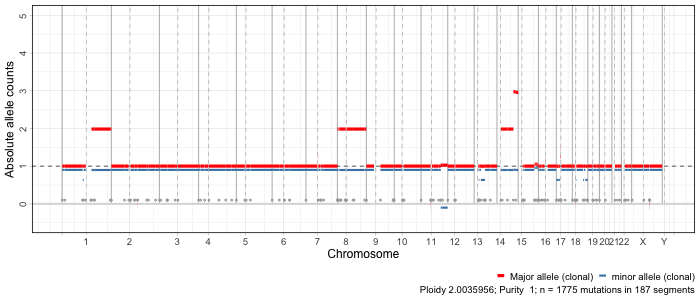 Absolute allele counts
5
4
3
2
1
0
1 2 3 4 5 6 7 8 9 10 11 12 13 14 15 16 17 18 19 20 21 22 X Y
Chromosome
Major allele (clonal) minor allele (clonal)
Ploidy 2.0035956; Purity 1; n = 1775 mutations in 187 segments